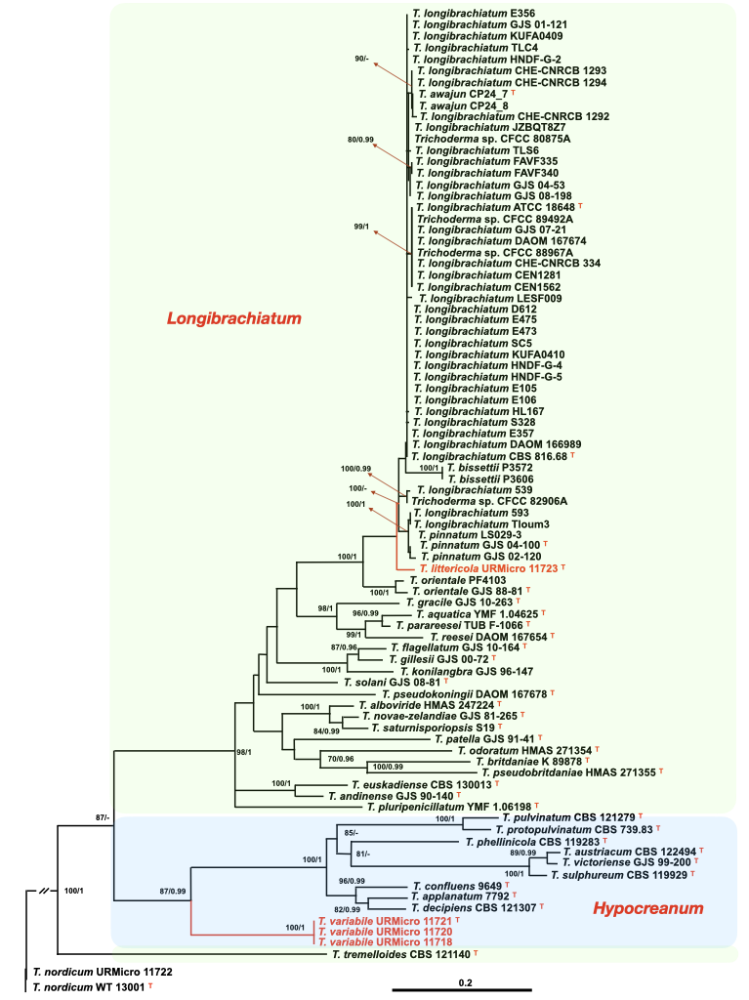 T. longibrachiatum E356
T. longibrachiatum GJS 01-121
T. longibrachiatum KUFA0409
T. longibrachiatum TLC4
T. longibrachiatum HNDF-G-2
90/-
T. longibrachiatum CHE-CNRCB 1293
T. longibrachiatum CHE-CNRCB 1294
T. awajun CP24_7 T
T. awajun CP24_8
T. longibrachiatum CHE-CNRCB 1292
T. longibrachiatum JZBQT8Z7
Trichoderma sp. CFCC 80875A
80/0.99
T. longibrachiatum TLS6
T. longibrachiatum FAVF335
T. longibrachiatum FAVF340
T. longibrachiatum GJS 04-53
T. longibrachiatum GJS 08-198
T. longibrachiatum ATCC 18648 T
Trichoderma sp. CFCC 89492A
99/1
T. longibrachiatum GJS 07-21
T. longibrachiatum DAOM 167674
Trichoderma sp. CFCC 88967A
T. longibrachiatum CHE-CNRCB 334
T. longibrachiatum CEN1281
T. longibrachiatum CEN1562
T. longibrachiatum LESF009
T. longibrachiatum D612
Longibrachiatum
T. longibrachiatum E475
T. longibrachiatum E473
T. longibrachiatum SC5
T. longibrachiatum KUFA0410
T. longibrachiatum HNDF-G-4
T. longibrachiatum HNDF-G-5
T. longibrachiatum E105
T. longibrachiatum E106
T. longibrachiatum HL167
T. longibrachiatum S328
T. longibrachiatum E357
T. longibrachiatum DAOM 166989
T. longibrachiatum CBS 816.68 T
100/0.99
100/1
T. bissettii P3572
T. bissettii P3606
100/-
T. longibrachiatum 539
Trichoderma sp. CFCC 82906A
100/1
T. longibrachiatum 593
T. longibrachiatum Tloum3
T. pinnatum LS029-3
T. pinnatum GJS 04-100 T
T. pinnatum GJS 02-120
100/1
T. littericola URMicro 11723 T
T. orientale PF4103
100/1
T. orientale GJS 88-81 T
T. gracile GJS 10-263 T
98/1
96/0.99
T. aquatica YMF 1.04625 T
T. parareesei TUB F-1066 T
99/1
T. reesei DAOM 167654 T
87/0.96
T. flagellatum GJS 10-164 T
T. gillesii GJS 00-72 T
100/1
T. konilangbra GJS 96-147
T. solani GJS 08-81 T
T. pseudokoningii DAOM 167678 T
100/1
T. alboviride HMAS 247224 T
T. novae-zelandiae GJS 81-265 T
84/0.99
T. saturnisporiopsis S19 T
T. patella GJS 91-41 T
98/1
T. odoratum HMAS 271354 T
70/0.96
T. britdaniae K 89878 T
100/0.99
T. pseudobritdaniae HMAS 271355 T
100/1
T. euskadiense CBS 130013 T
T. andinense GJS 90-140 T
T. pluripenicillatum YMF 1.06198 T
87/-
100/1
T. pulvinatum CBS 121279 T
T. protopulvinatum CBS 739.83 T
85/-
T. phellinicola CBS 119283 T
81/-
89/0.99
T. austriacum CBS 122494 T
T. victoriense GJS 99-200 T
100/1
100/1
T. sulphureum CBS 119929 T
87/0.99
96/0.99
T. confluens 9649 T
T. applanatum 7792 T
82/0.99
T. decipiens CBS 121307 T
Hypocreanum
100/1
T. variabile URMicro 11721 T
100/1
T. variabile URMicro 11720
T. variabile URMicro 11718
T. tremelloides CBS 121140 T
T. nordicum URMicro 11722
T. nordicum WT 13001 T
0.2